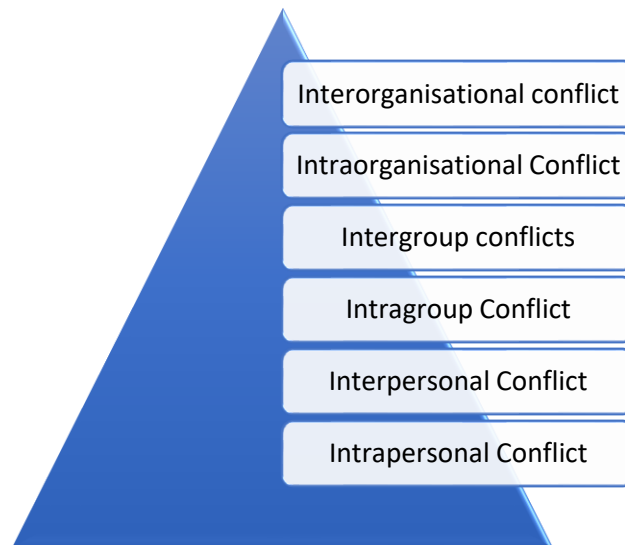 Interorganisational conflict
Intraorganisational Conflict
Intergroup conflicts
Intragroup Conflict
Interpersonal Conflict
Intrapersonal Conflict